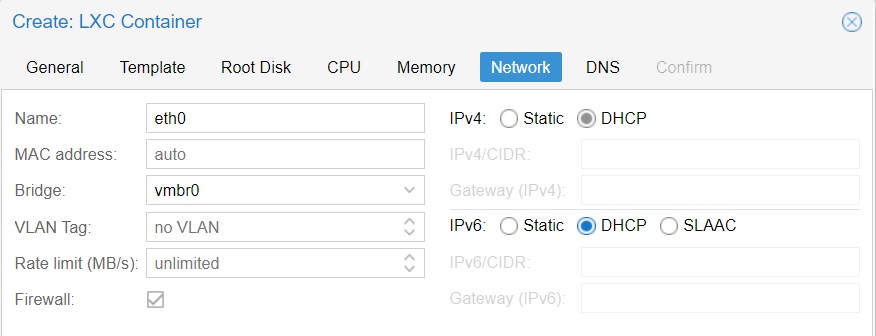 Create: LXC Container
General Template Root Disk CPU Memory Network DNS Confirm
Name: eth0
MAC address: auto
Bridge: vmbr0
VLAN Tag: no VLAN
Rate limit (MB/s): unlimited
Firewall:
IPv4: Static DHCP
IPv4/CIDR:
Gateway (IPv4):
IPv6: Static DHCP SLAAC
IPv6/CIDR:
Gateway (IPv6):